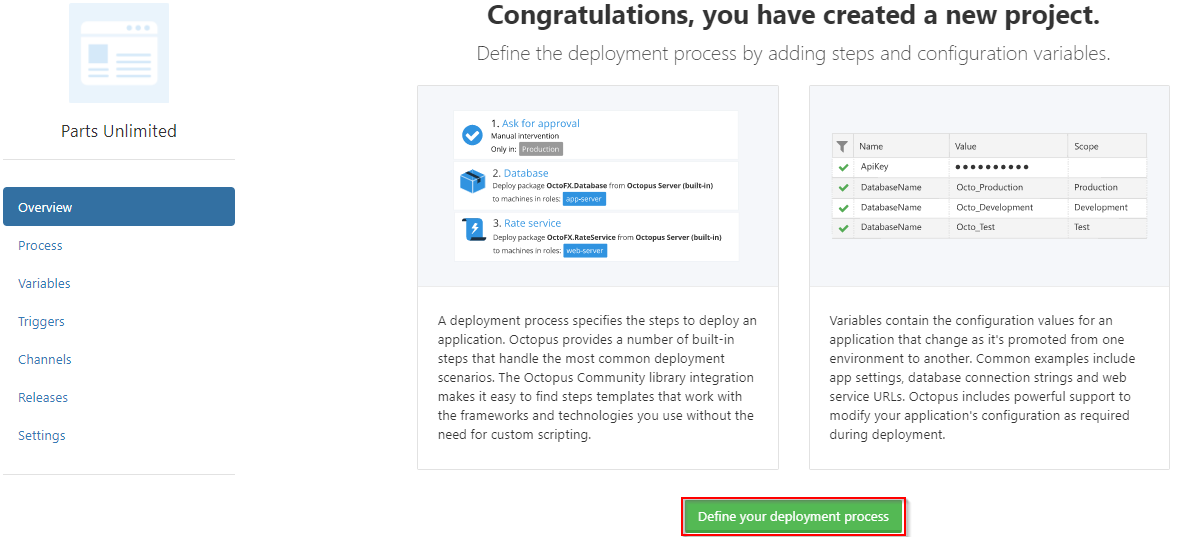 Congratulations, you have created a new project.
Define the deployment process by adding steps and configuration variables.
Parts Unlimited
Overview
Process
Variables
Triggers
Channels
Releases
Settings
1. Ask for approval
Manual intervention
Only in: Production
2. Database
Deploy package OctoFX.Database from Octopus Server (built-in)
to machines in roles: app-server
3. Rate service
Deploy package OctoFX.RateService from Octopus Server (built-in)
to machines in roles: web-server
A deployment process specifies the steps to deploy an
application. Octopus provides a number of built-in
steps that handle the most common deployment
scenarios. The Octopus Community library integration
makes it easy to find steps templates that work with
the frameworks and technologies you use without the
need for custom scripting.
Name Value Scope
ApiKey ●●●●●●●●●●
DatabaseName Octo_Production Production
DatabaseName Octo_Development Development
DatabaseName Octo_Test Test
Variables contain the configuration values for an
application that change as it's promoted from one
environment to another. Common examples include
app settings, database connection strings and web
service URLs. Octopus includes powerful support to
modify your application's configuration as required
during deployment.
Define your deployment process